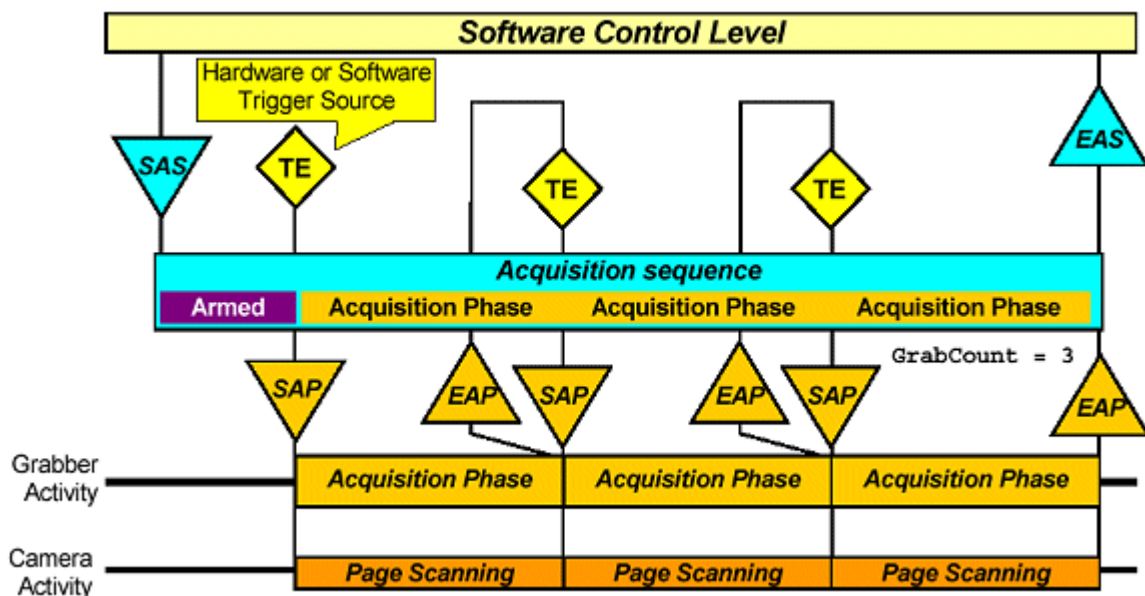 Software Control Level
Hardware or Software
Trigger Source
SAS
TE
TE
TE
EAS
Acquisition sequence
Armed
Acquisition Phase
Acquisition Phase
Acquisition Phase
GrabCount = 3
SAP
EAP
SAP
EAP
SAP
EAP
Grabber
Activity
Acquisition Phase
Acquisition Phase
Acquisition Phase
Camera
Activity
Page Scanning
Page Scanning
Page Scanning